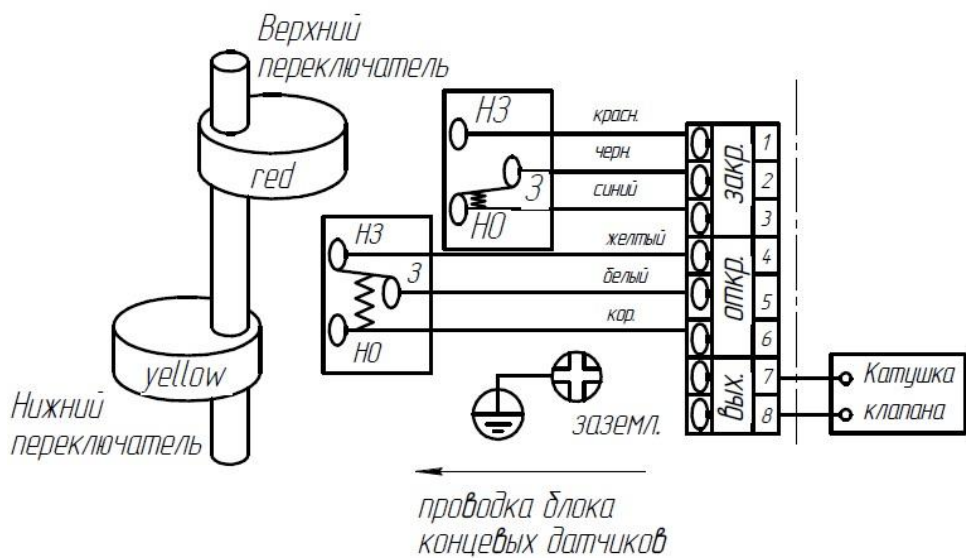 Верхний
переключатель
red
yellow
Нижний
переключатель
НЗ
З
НО
НЗ
З
НО
красн.
черн.
синий
желтый
белый
кор.
закр.
откр.
вых.
1
2
3
4
5
6
7
8
Катушка
клапана
заземл.
проводка блока
концевых датчиков